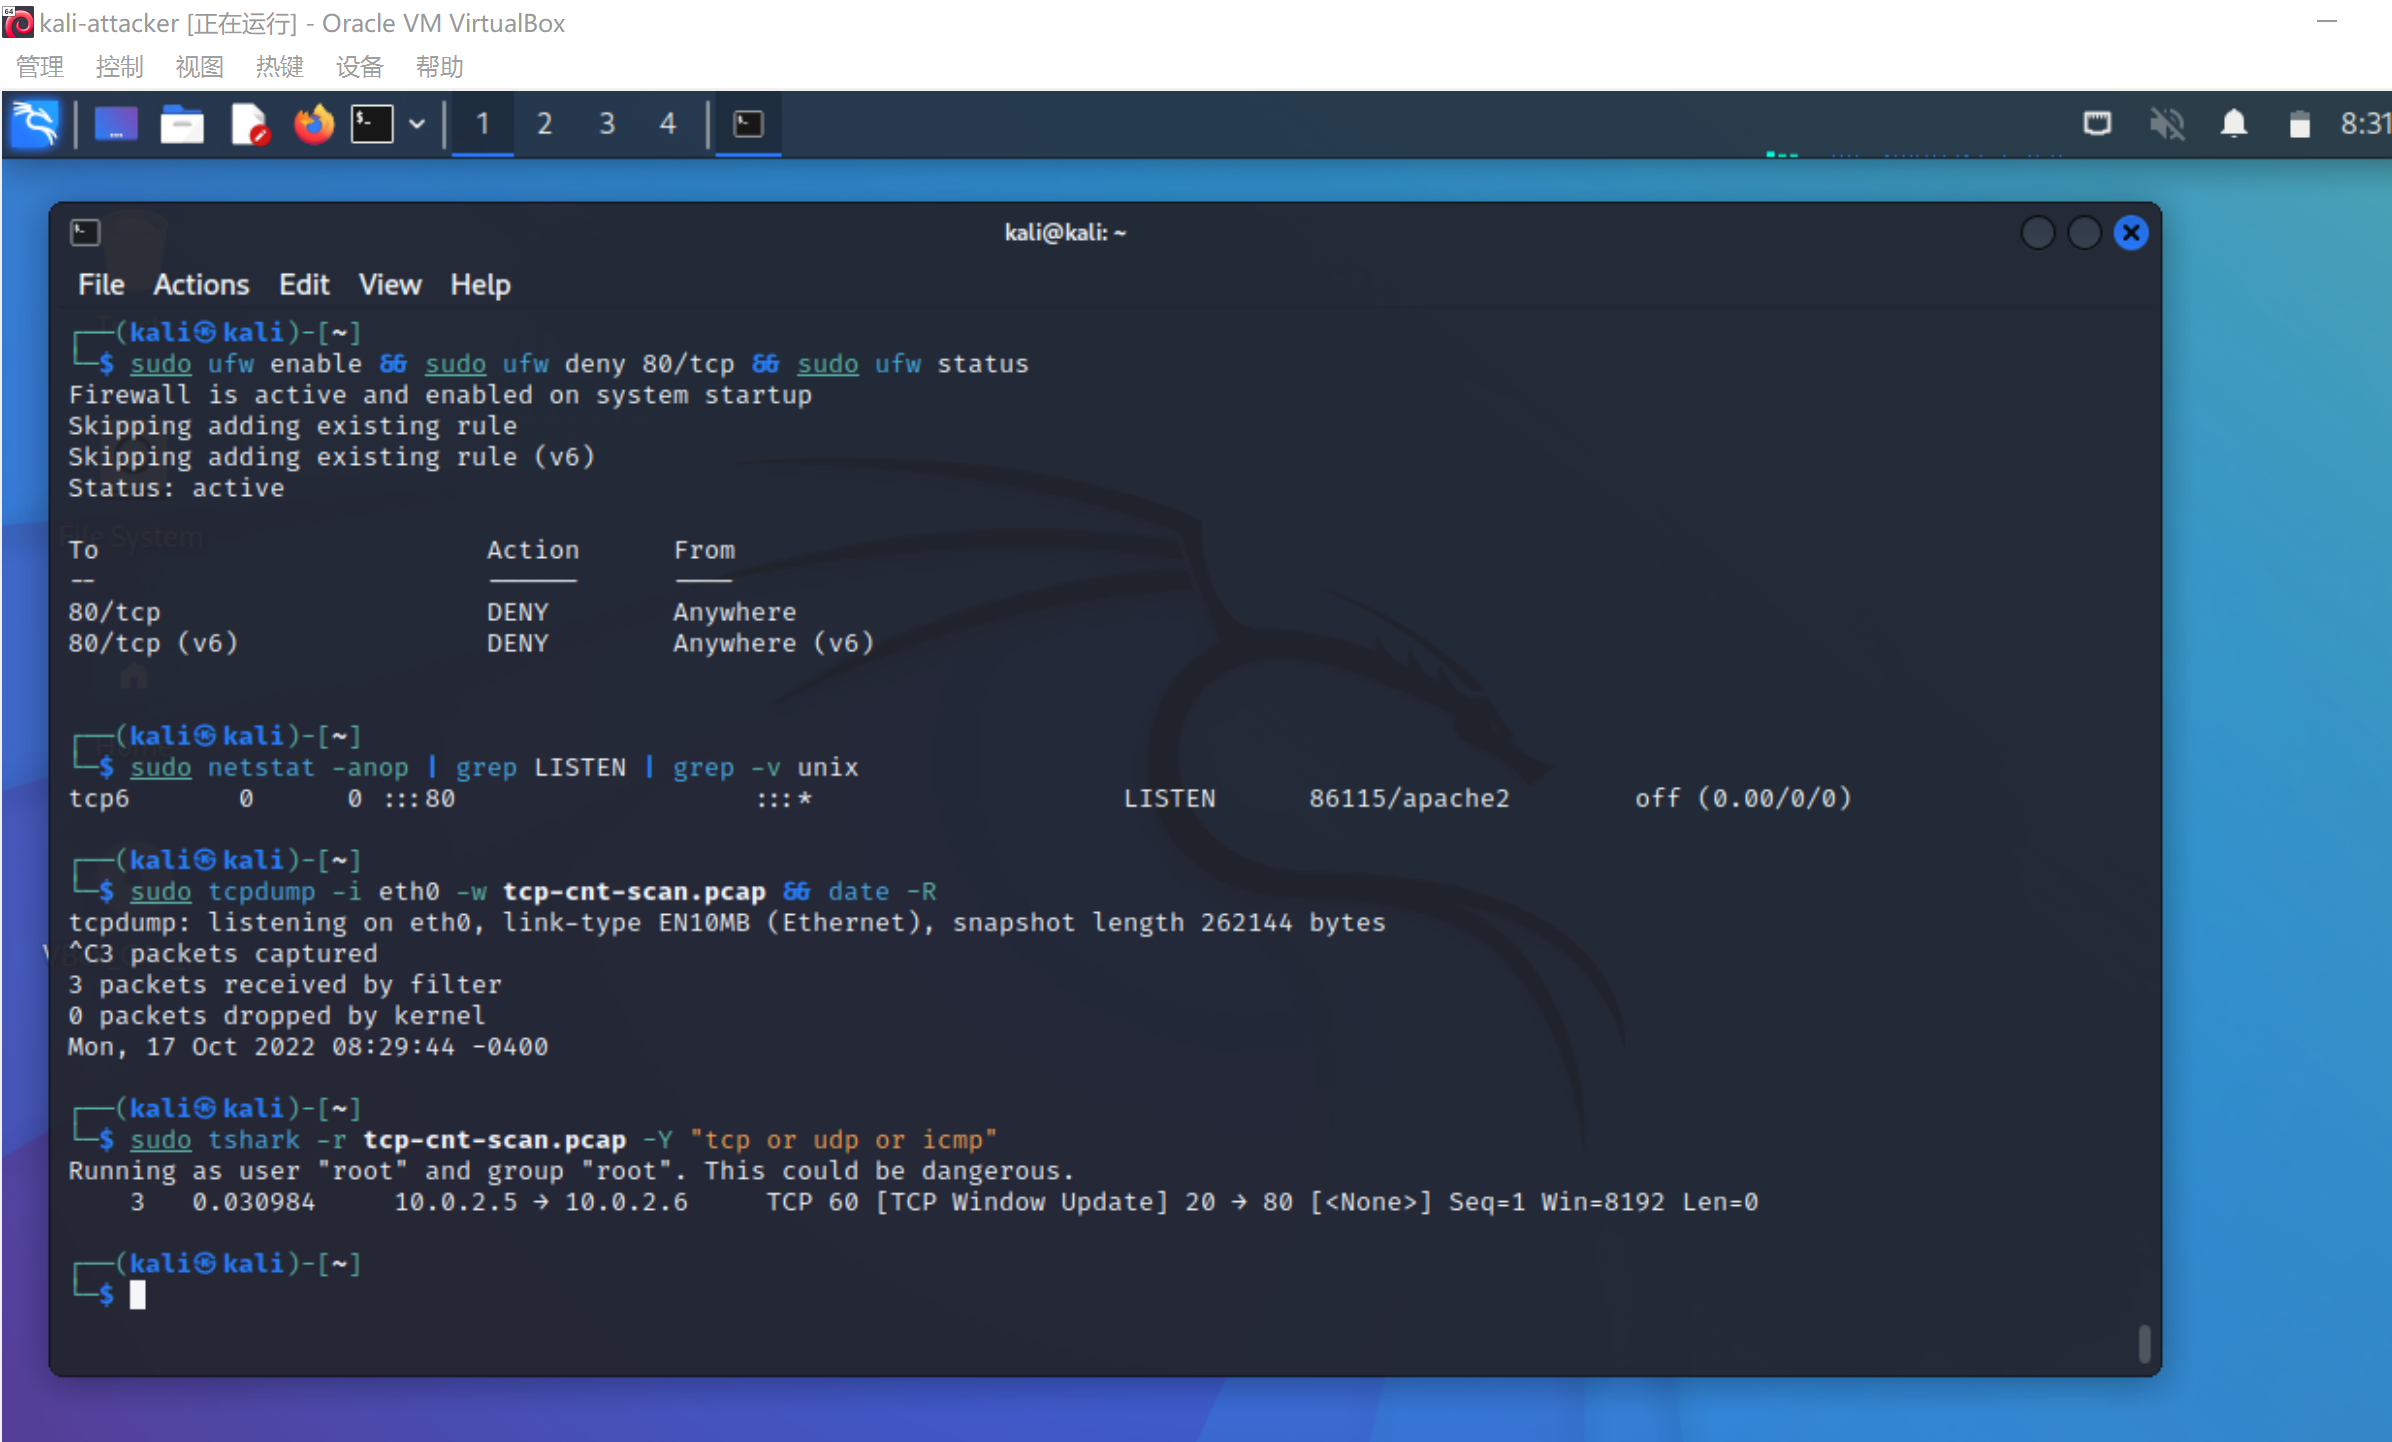 64
kali-attacker [正在运行] - Oracle VM VirtualBox
管理 控制 视图 热键 设备 帮助
1 2 3 4 8:31
kali@kali: ~
File Actions Edit View Help
┌──(kali㉿kali)-[~]
└─$ sudo ufw enable && sudo ufw deny 80/tcp && sudo ufw status
Firewall is active and enabled on system startup
Skipping adding existing rule
Skipping adding existing rule (v6)
Status: active
File System
To Action From
-- ------ ----
80/tcp DENY Anywhere
80/tcp (v6) DENY Anywhere (v6)
┌──(kali㉿kali)-[~]
Home
└─$ sudo netstat -anop | grep LISTEN | grep -v unix
tcp6 0 0 :::80 :::* LISTEN 86115/apache2 off (0.00/0/0)
┌──(kali㉿kali)-[~]
└─$ sudo tcpdump -i eth0 -w tcp-cnt-scan.pcap && date -R
tcpdump: listening on eth0, link-type EN10MB (Ethernet), snapshot length 262144 bytes
^C3 packets captured
3 packets received by filter
0 packets dropped by kernel
Mon, 17 Oct 2022 08:29:44 -0400
┌──(kali㉿kali)-[~]
└─$ sudo tshark -r tcp-cnt-scan.pcap -Y "tcp or udp or icmp"
Running as user "root" and group "root". This could be dangerous.
3 0.030984 10.0.2.5 → 10.0.2.6 TCP 60 [TCP Window Update] 20 → 80 [<None>] Seq=1 Win=8192 Len=0
┌──(kali㉿kali)-[~]
└─$